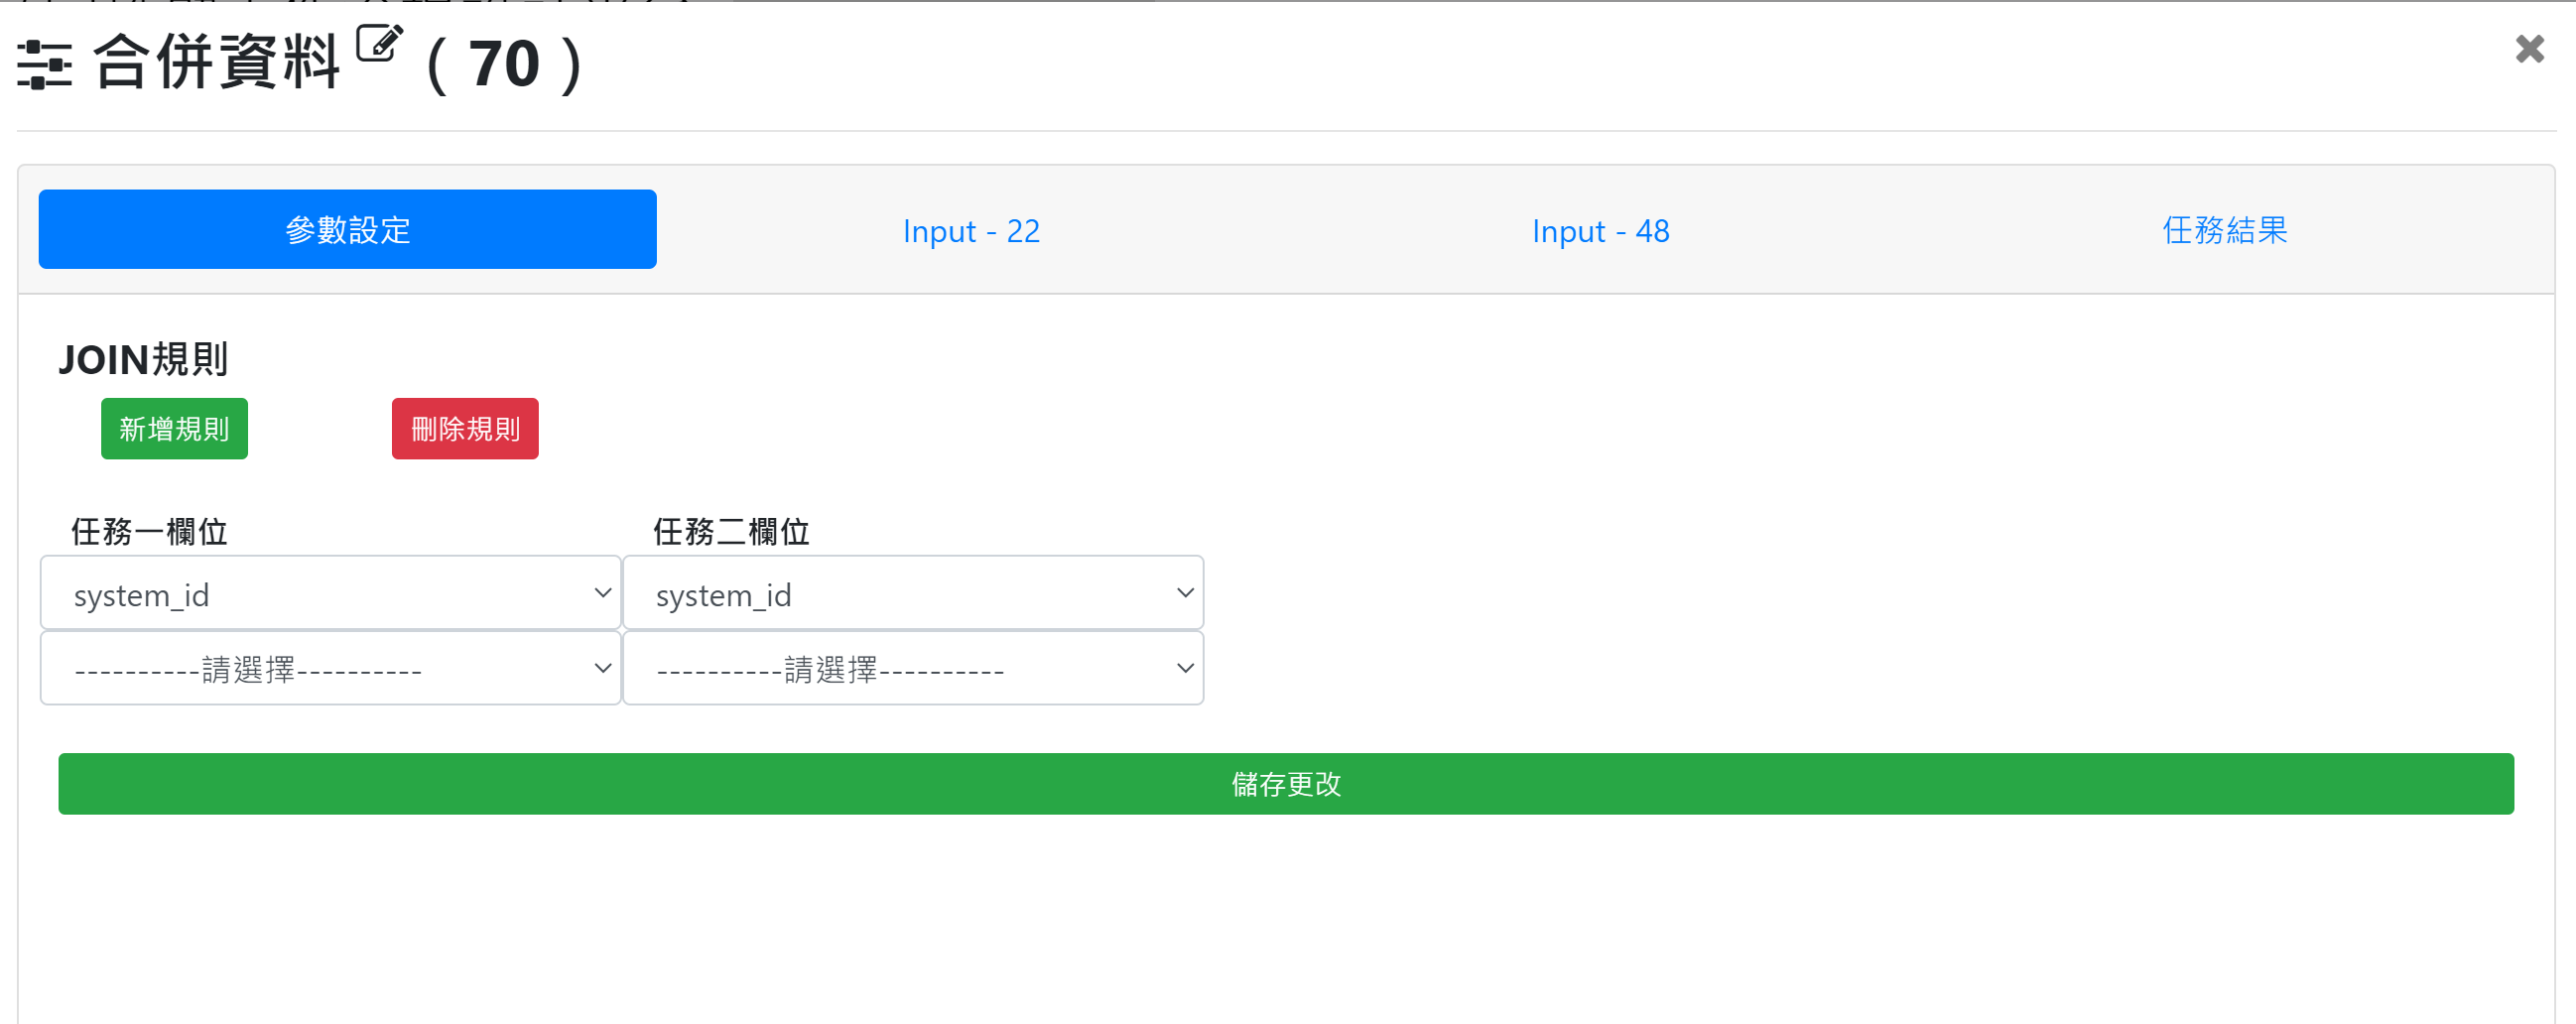 合併資料 ( 70 )
參數設定 Input - 22 Input - 48 任務結果
JOIN規則
新增規則 刪除規則
任務一欄位 任務二欄位
system_id system_id
----------請選擇---------- ----------請選擇----------
儲存更改